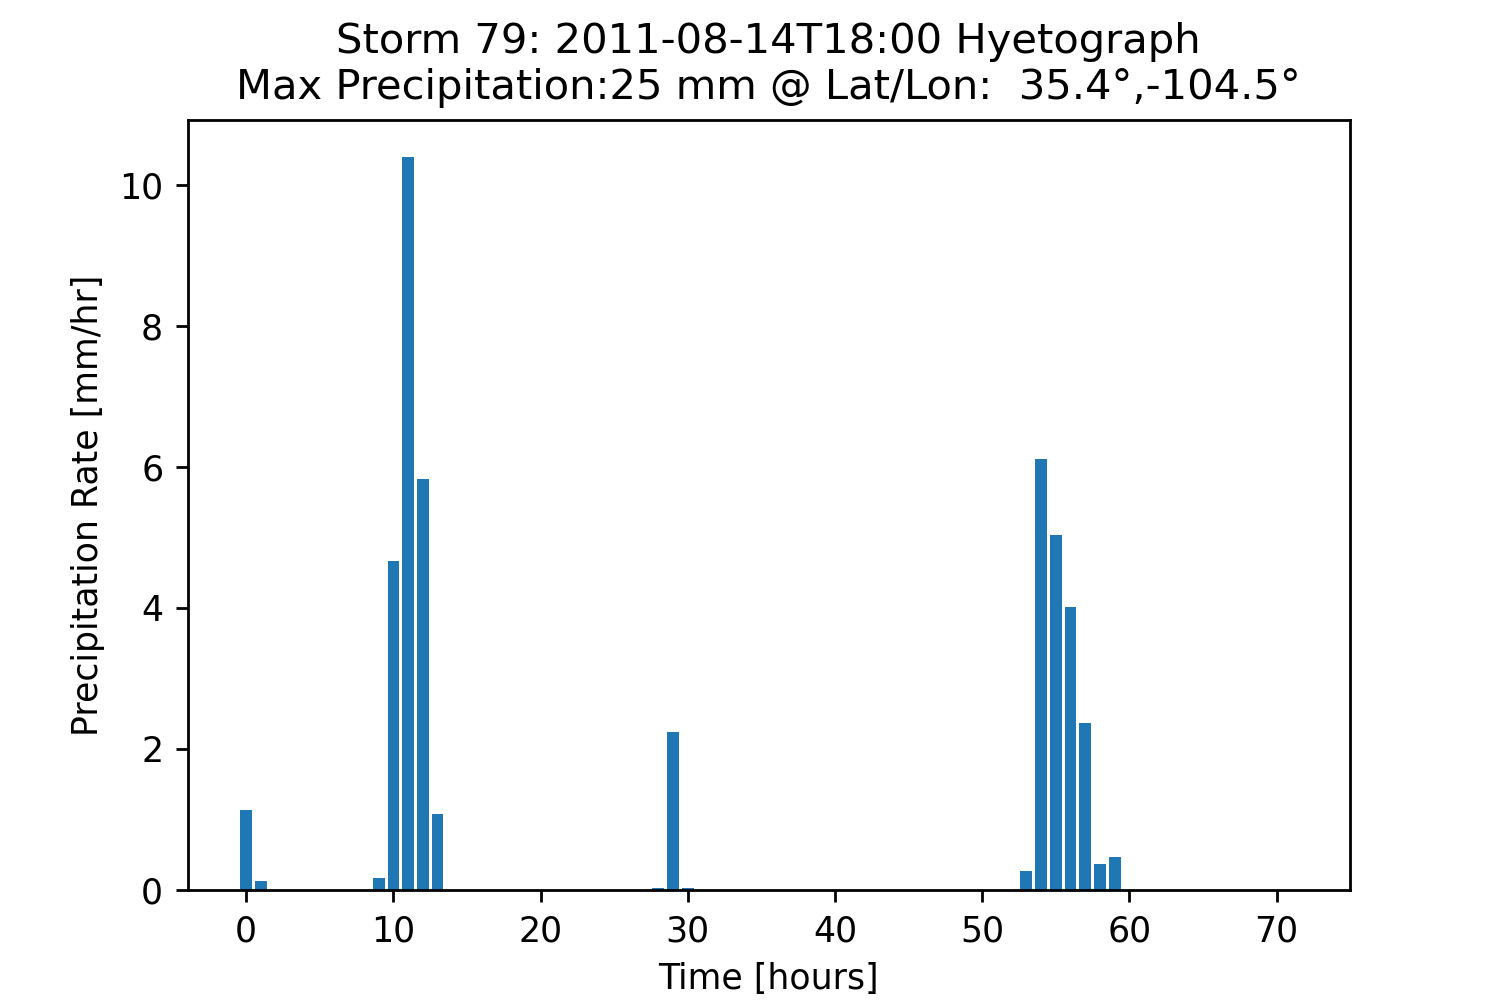 Storm 79: 2011-08-14T18:00 Hyetograph
Max Precipitation:25 mm @ Lat/Lon:  35.4°,-104.5°
Precipitation Rate [mm/hr]
10
8
6
4
2
0
0 10 20 30 40 50 60 70
Time [hours]